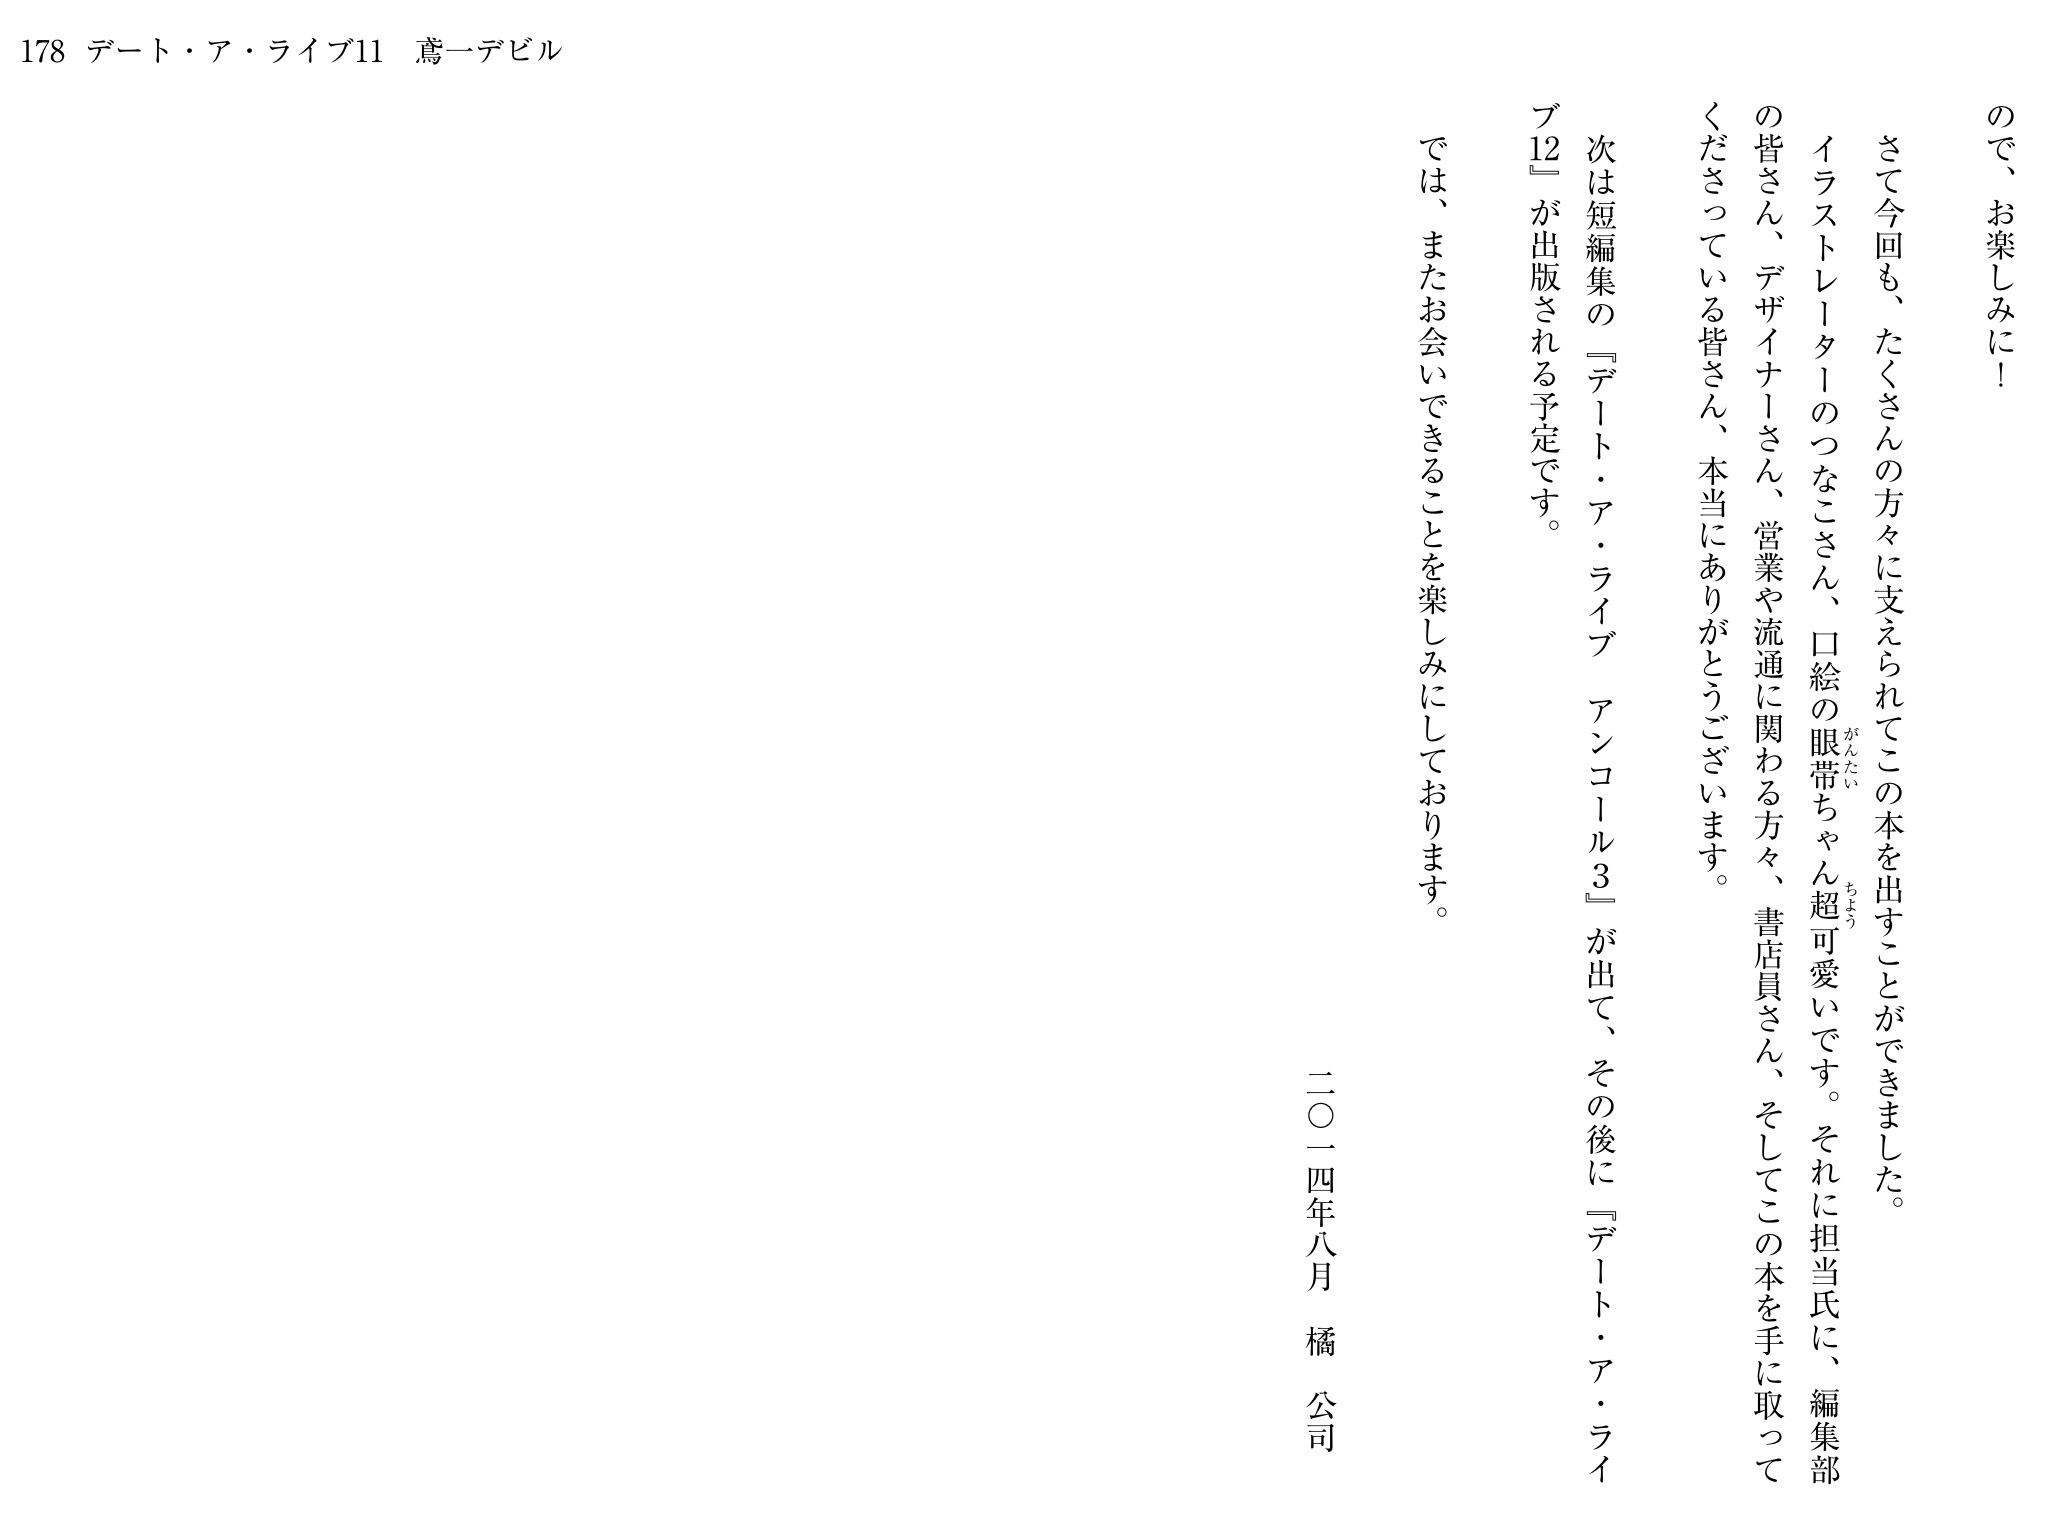 178 デート・ア・ライブ11　鳶一デビル
ので、お楽しみに！
さて今回も、たくさんの方々に支えられてこの本を出すことができました。
イラストレーターのつなこさん、口絵の眼帯ちゃん超可愛いです。それに担当氏に、編集部
がんたい
ちよう
の皆さん、デザイナーさん、営業や流通に関わる方々、書店員さん、そしてこの本を手に取って
くださっている皆さん、本当にありがとうございます。
次は短編集の『デート・ア・ライブ　アンコール３』が出て、その後に『デート・ア・ライ
ブ12』が出版される予定です。
では、またお会いできることを楽しみにしております。
二〇一四年八月　橘　公司